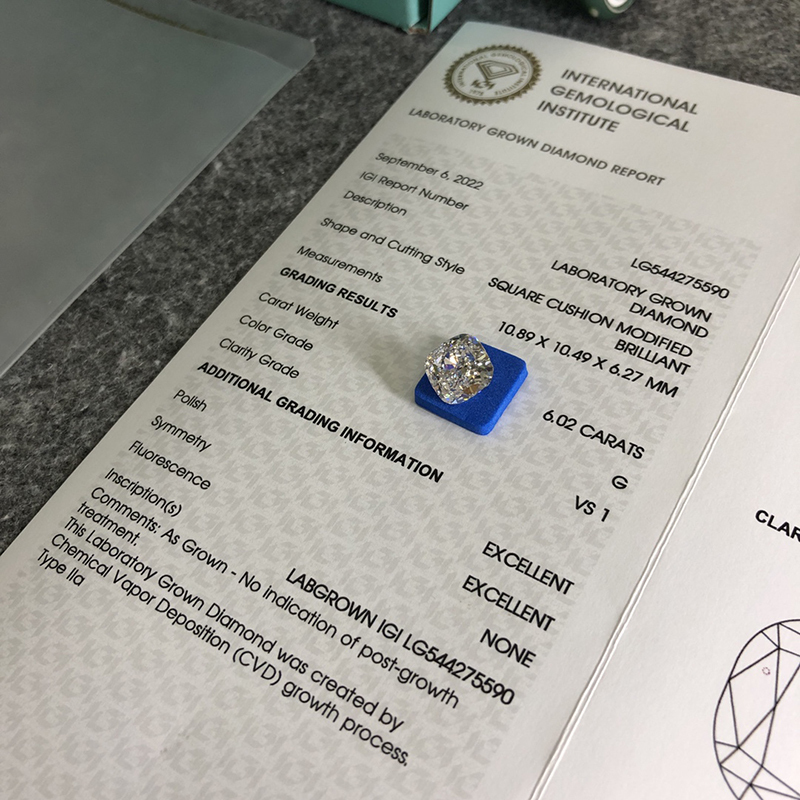 INTERNATIONAL
GEMOLOGICAL
INSTITUTE
LABORATORY GROWN DIAMOND REPORT
September 6, 2022
IGI Report Number LG544275590
Description LABORATORY GROWN
DIAMOND
Shape and Cutting Style SQUARE CUSHION MODIFIED
BRILLIANT
Measurements 10.89 X 10.49 X 6.27 MM
GRADING RESULTS
Carat Weight 6.02 CARATS
Color Grade G
Clarity Grade VS 1
ADDITIONAL GRADING INFORMATION
Polish EXCELLENT
Symmetry EXCELLENT
Fluorescence NONE
Inscription(s) LABGROWN IGI LG544275590
Comments: As Grown - No indication of post-growth
treatment.
This Laboratory Grown Diamond was created by
Chemical Vapor Deposition (CVD) growth process,
Type IIa
CLAR